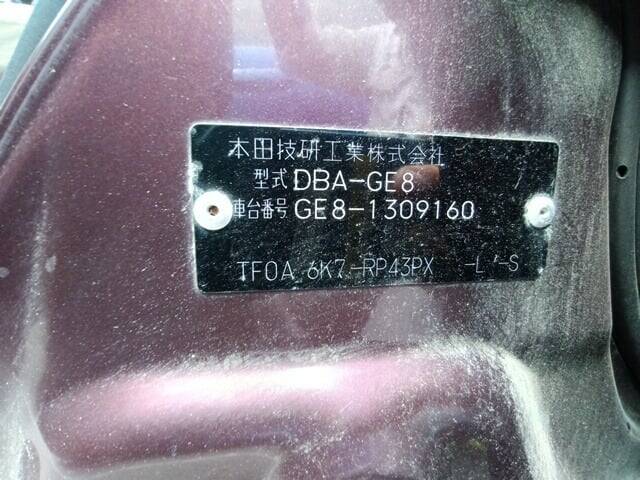 本田技研工業株式会社
型式 DBA-GE8
車台番号 GE8-1309160
TF0A 6K7-RP43PX -L -S